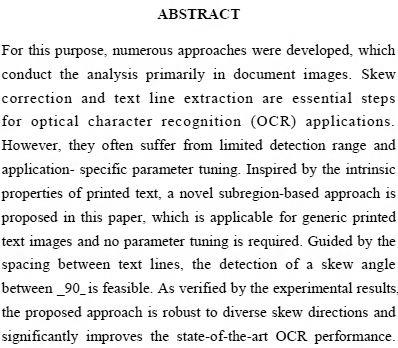 ABSTRACT
For this purpose, numerous approaches were developed, which
conduct the analysis primarily in document images. Skew
correction and text line extraction are essential steps
for optical character recognition (OCR) applications.
However, they often suffer from limited detection range and
application- specific parameter tuning. Inspired by the intrinsic
properties of printed text, a novel subregion-based approach is
proposed in this paper, which is applicable for generic printed
text images and no parameter tuning is required. Guided by the
spacing between text lines, the detection of a skew angle
between _90_is feasible. As verified by the experimental results,
the proposed approach is robust to diverse skew directions and
significantly improves the state-of-the-art OCR performance.